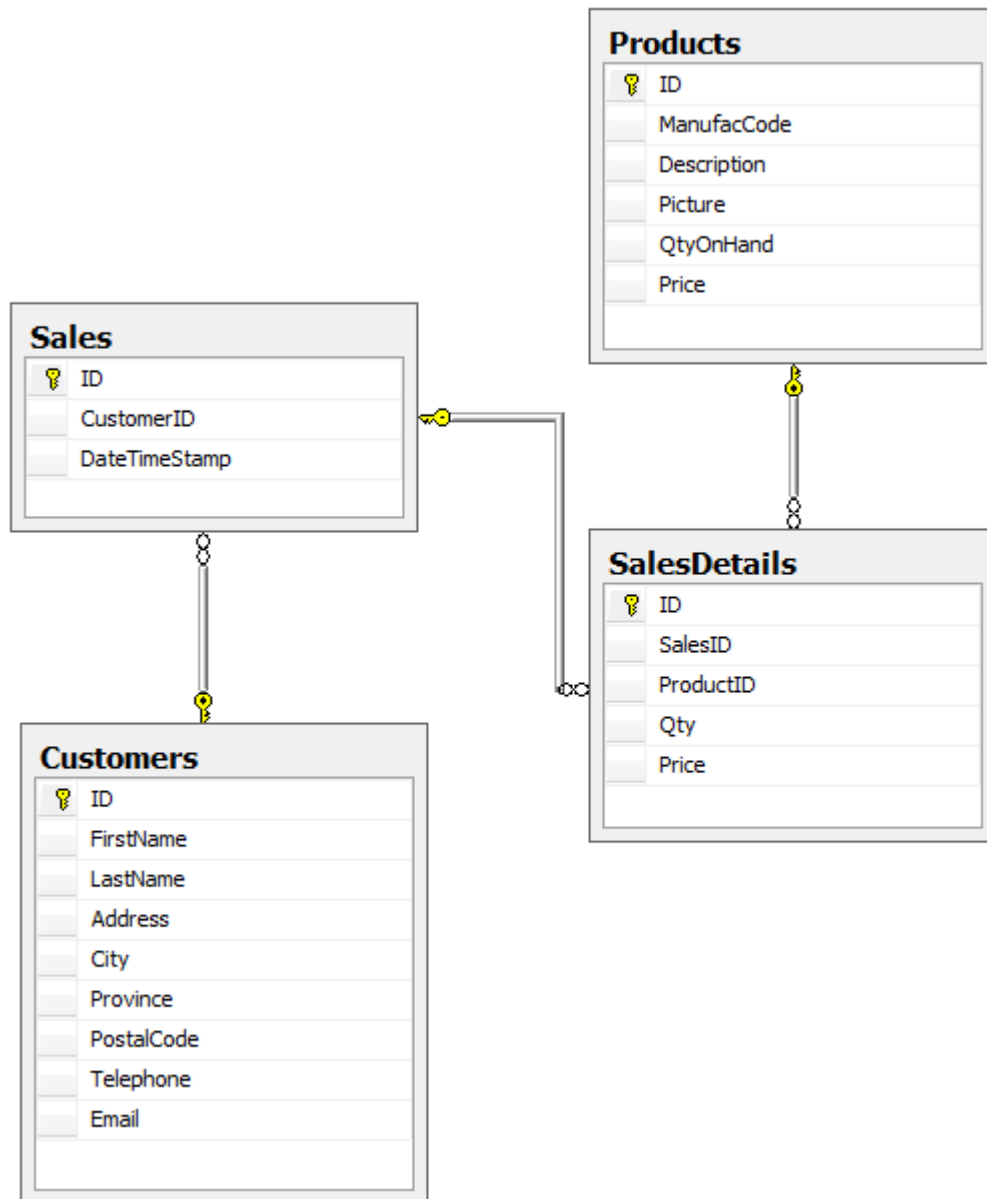 Products
ID
ManufacCode
Description
Picture
QtyOnHand
Price
Sales
ID
CustomerID
DateTimeStamp
SalesDetails
ID
SalesID
ProductID
Qty
Price
Customers
ID
FirstName
LastName
Address
City
Province
PostalCode
Telephone
Email